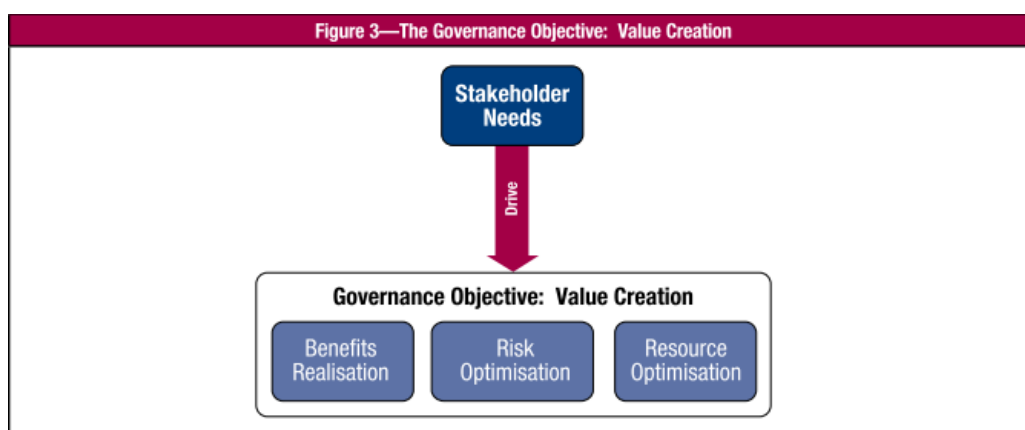 Figure 3—The Governance Objective: Value Creation
Stakeholder
Needs
Drive
Governance Objective: Value Creation
Benefits
Realisation
Risk
Optimisation
Resource
Optimisation